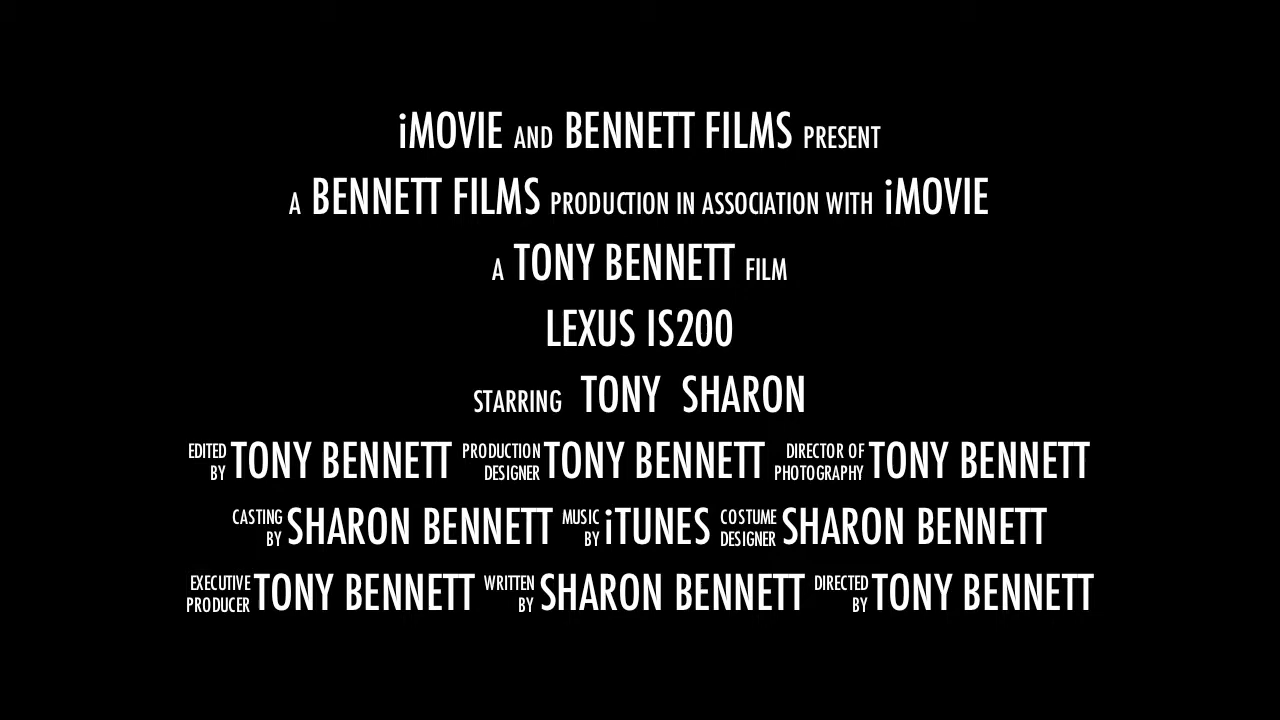 iMOVIE AND BENNETT FILMS PRESENT
A BENNETT FILMS PRODUCTION IN ASSOCIATION WITH iMOVIE
A TONY BENNETT FILM
LEXUS IS200
STARRING TONY SHARON
EDITED BY TONY BENNETT PRODUCTION DESIGNER TONY BENNETT DIRECTOR OF PHOTOGRAPHY TONY BENNETT
CASTING BY SHARON BENNETT MUSIC BY iTUNES COSTUME DESIGNER SHARON BENNETT
EXECUTIVE PRODUCER TONY BENNETT WRITTEN BY SHARON BENNETT DIRECTED BY TONY BENNETT